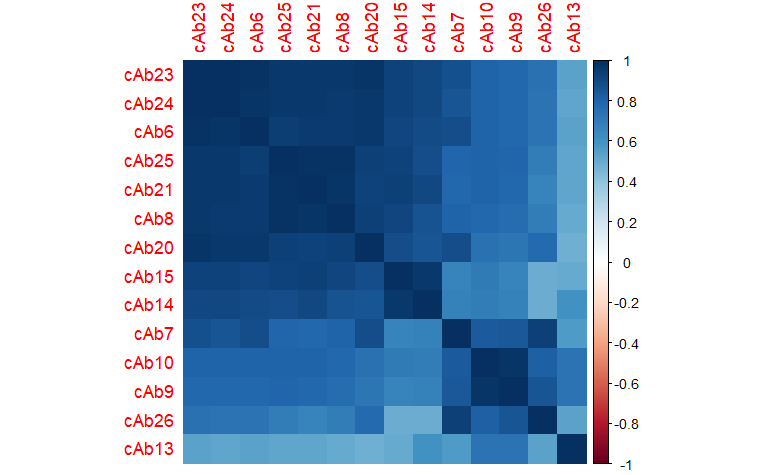 cAb23 cAb24 cAb6 cAb25 cAb21 cAb8 cAb20 cAb15 cAb14 cAb7 cAb10 cAb9 cAb26 cAb13
cAb23
cAb24
cAb6
cAb25
cAb21
cAb8
cAb20
cAb15
cAb14
cAb7
cAb10
cAb9
cAb26
cAb13
1
0.8
0.6
0.4
0.2
0
-0.2
-0.4
-0.6
-0.8
-1